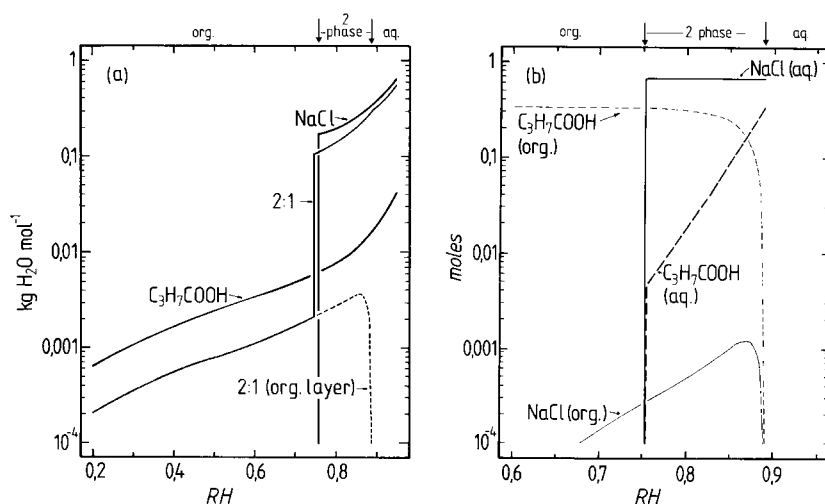 2
org. phase aq.
(a)
NaCl
2:1
C₃H₇COOH
2:1 (org. layer)
kg H₂O mol⁻¹
1
0,1
0,01
0,001
10⁻⁴
0,2 0,4 0,6 0,8
RH
org. 2 phase aq.
(b)
NaCl (aq.)
C₃H₇COOH
(org.)
C₃H₇COOH
(aq.)
NaCl (org.)
moles
1
0,1
0,01
0,001
10⁻⁴
0,6 0,7 0,8 0,9
RH